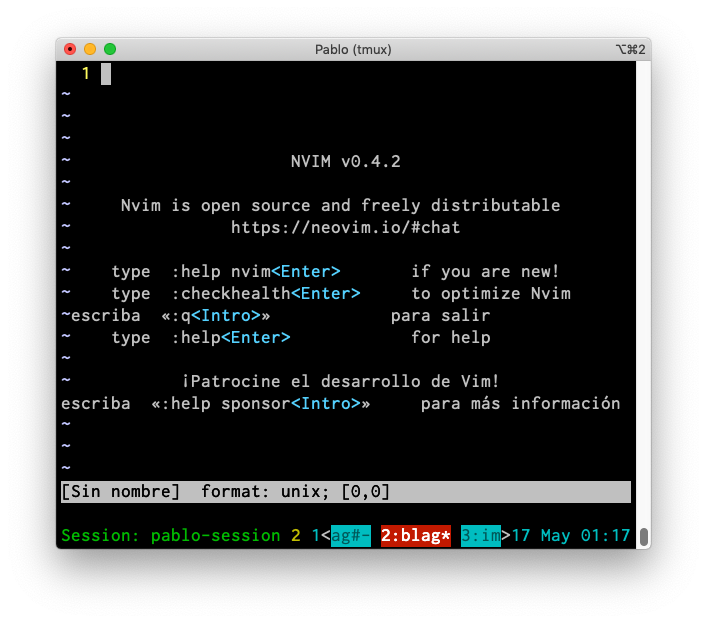 Pablo (tmux) ⌥⌘2
1
~
~
~
~ NVIM v0.4.2
~
~ Nvim is open source and freely distributable
~ https://neovim.io/#chat
~
~ type :help nvim<Enter> if you are new!
~ type :checkhealth<Enter> to optimize Nvim
~escriba «:q<Intro>» para salir
~ type :help<Enter> for help
~
~ ¡Patrocine el desarrollo de Vim!
escriba «:help sponsor<Intro>» para más información
~
~
~
[Sin nombre] format: unix; [0,0]
Session: pablo-session 2 1<ag#- 2:blag* 3:im>17 May 01:17